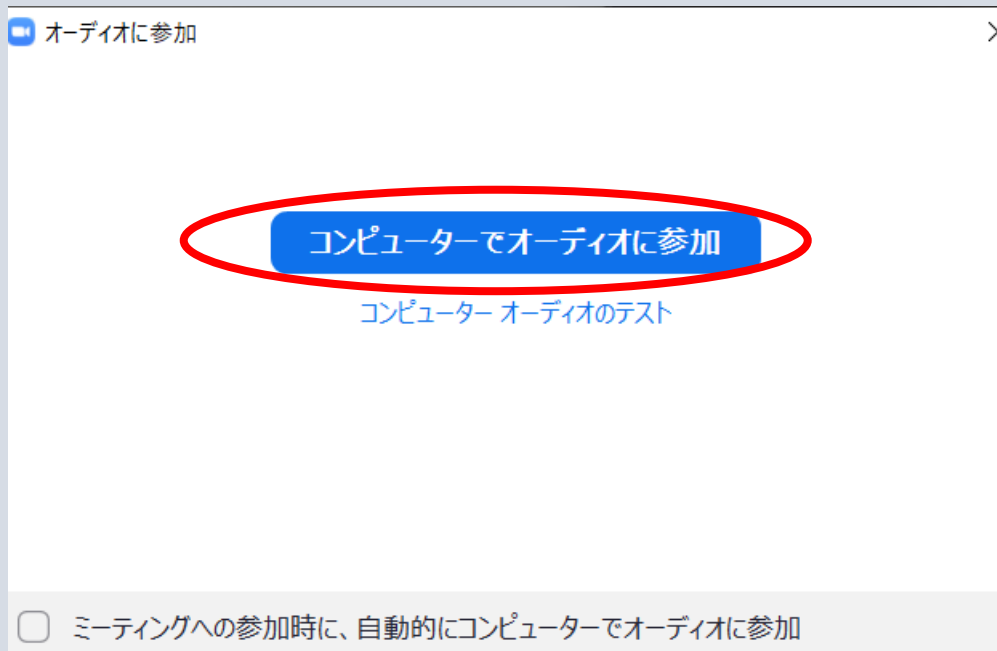 オーディオに参加
コンピューターでオーディオに参加
コンピューター オーディオのテスト
ミーティングへの参加時に、自動的にコンピューターでオーディオに参加